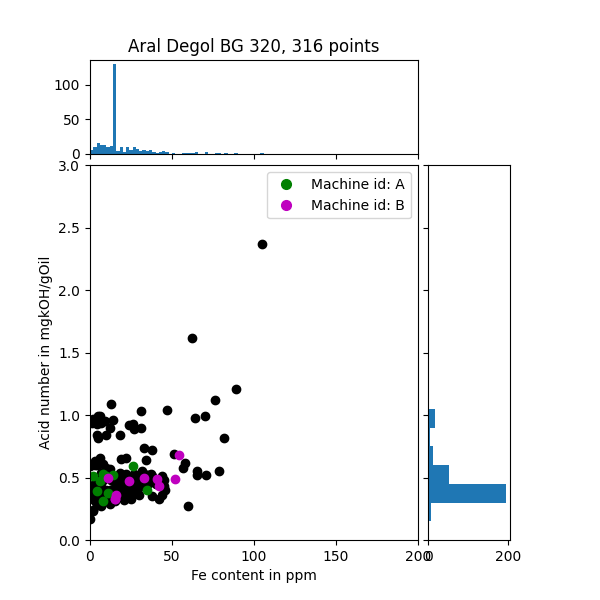 Aral Degol BG 320, 316 points
100
50
0
3.0
2.5
2.0
1.5
1.0
0.5
0.0
Acid number in mgkOH/gOil
Machine id: A
Machine id: B
0 50 100 150 200
0 200
Fe content in ppm